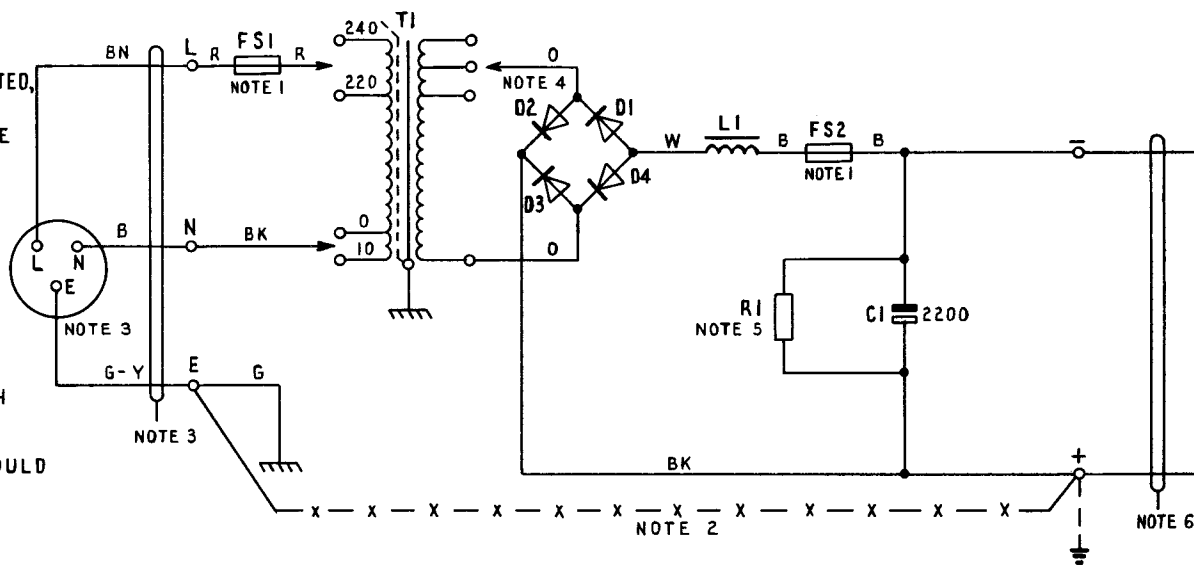 240
T1
BN
L
R
FS1
R
NOTE 1
TED,
220
O
NOTE 4
D2
D1
E
W
L1
B
FS2
B
NOTE 1
−
D3
D4
L
N
B
N
BK
O
10
O
E
NOTE 3
R1
NOTE 5
C1
2200
G-Y
E
G
H
NOTE 3
OULD
BK
+
X X X X X X X X X X X X
NOTE 2
NOTE 6